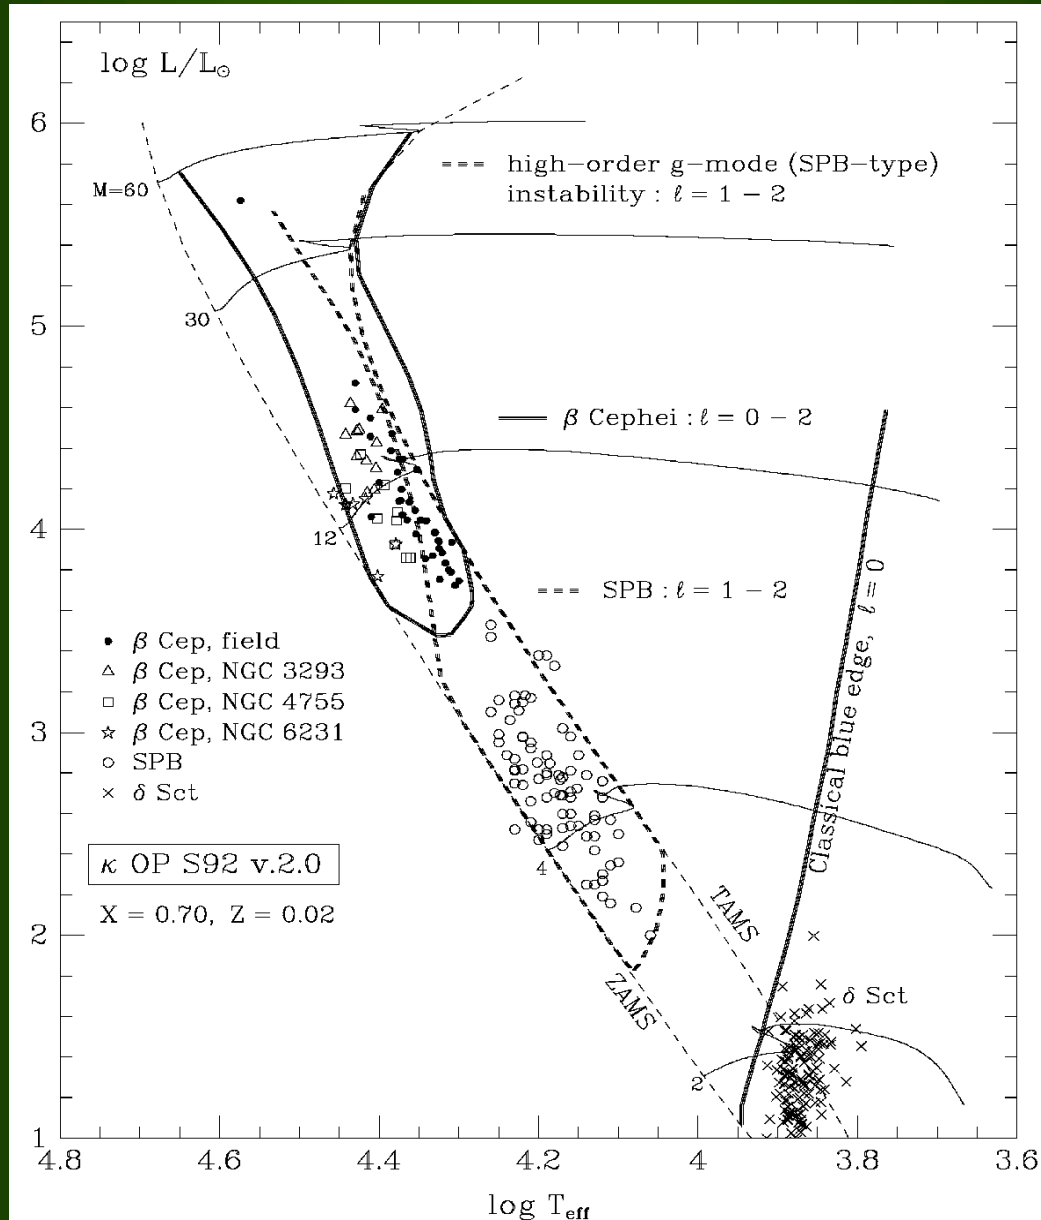 log L/L☉
6
5
4
3
2
1
4.8
4.6
4.4
4.2
4
3.8
3.6
log T_eff
M=60
30
12
4
2
high-order g-mode (SPB-type)
instability : ℓ = 1 − 2
β Cephei : ℓ = 0 − 2
SPB : ℓ = 1 − 2
Classical blue edge, ℓ=0
β Cep, field
β Cep, NGC 3293
β Cep, NGC 4755
β Cep, NGC 6231
SPB
δ Sct
κ OP S92 v.2.0
X = 0.70, Z = 0.02
TAMS
ZAMS
δ Sct